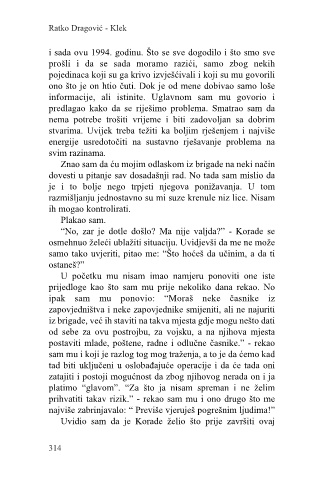 Ratko Dragović - Klek
i sada ovu 1994. godinu. Što se sve dogodilo i što smo sve
prošli i da se sada moramo razići, samo zbog nekih
pojedinaca koji su ga krivo izvješćivali i koji su mu govorili
ono što je on htio čuti. Dok je od mene dobivao samo loše
informacije, ali istinite. Uglavnom sam mu govorio i
predlagao kako da se riješimo problema. Smatrao sam da
nema potrebe trošiti vrijeme i biti zadovoljan sa dobrim
stvarima. Uvijek treba težiti ka boljim rješenjem i najviše
energije usredotočiti na sustavno rješavanje problema na
svim razinama.
Znao sam da ću mojim odlaskom iz brigade na neki način
dovesti u pitanje sav dosadašnji rad. No tada sam mislio da
je i to bolje nego trpjeti njegova ponižavanja. U tom
razmišljanju jednostavno su mi suze krenule niz lice. Nisam
ih mogao kontrolirati.
Plakao sam.
“No, zar je dotle došlo? Ma nije valjda?” - Korade se
osmehnuo želeći ublažiti situaciju. Uvidjevši da me ne može
samo tako uvjeriti, pitao me: “Što hoćeš da učinim, a da ti
ostaneš?”
U početku mu nisam imao namjeru ponoviti one iste
prijedloge kao što sam mu prije nekoliko dana rekao. No
ipak sam mu ponovio: “Moraš neke časnike iz
zapovjedništva i neke zapovjednike smijeniti, ali ne najuriti
iz brigade, već ih staviti na takva mjesta gdje mogu nešto dati
od sebe za ovu postrojbu, za vojsku, a na njihova mjesta
postaviti mlade, poštene, radne i odlučne časnike.” - rekao
sam mu i koji je razlog tog mog traženja, a to je da ćemo kad
tad biti uključeni u oslobađajuće operacije i da će tada oni
zatajiti i postoji mogućnost da zbog njihovog nerada on i ja
platimo “glavom”. “Za što ja nisam spreman i ne želim
prihvatiti takav rizik.” - rekao sam mu i ono drugo što me
najviše zabrinjavalo: “ Previše vjeruješ pogrešnim ljudima!”
Uvidio sam da je Korade želio što prije završiti ovaj
314